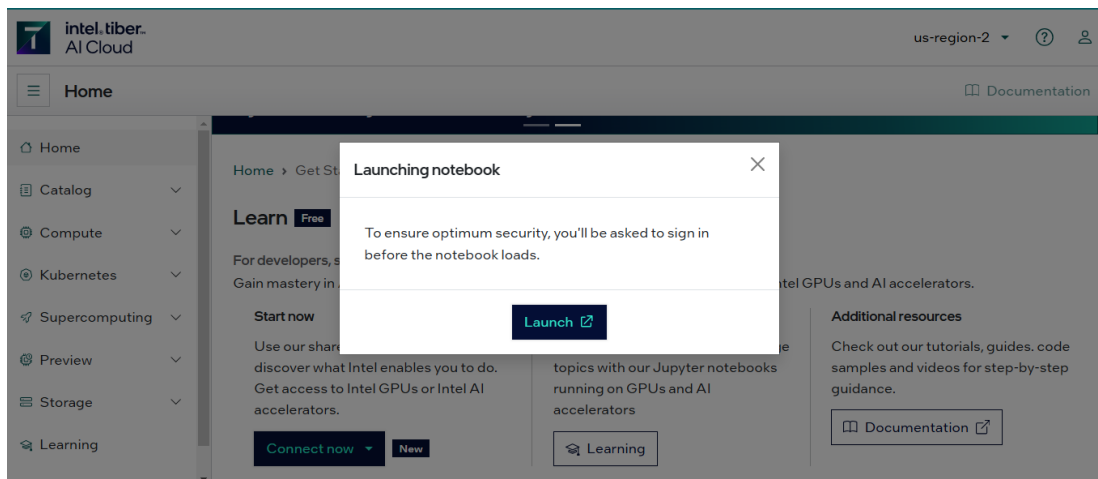 intel. tiber™
AI Cloud
us-region-2
Home
Documentation
Home
Catalog
Compute
Kubernetes
Supercomputing
Preview
Storage
Learning
Home › Get St
Learn Free
For developers, s
Gain mastery in
tel GPUs and AI accelerators.
Launching notebook
To ensure optimum security, you'll be asked to sign in
before the notebook loads.
Launch
Start now
Use our share
discover what Intel enables you to do.
Get access to Intel GPUs or Intel AI
accelerators.
Connect now New
topics with our Jupyter notebooks
running on GPUs and AI
accelerators
Learning
Additional resources
Check out our tutorials, guides. code
samples and videos for step-by-step
guidance.
Documentation